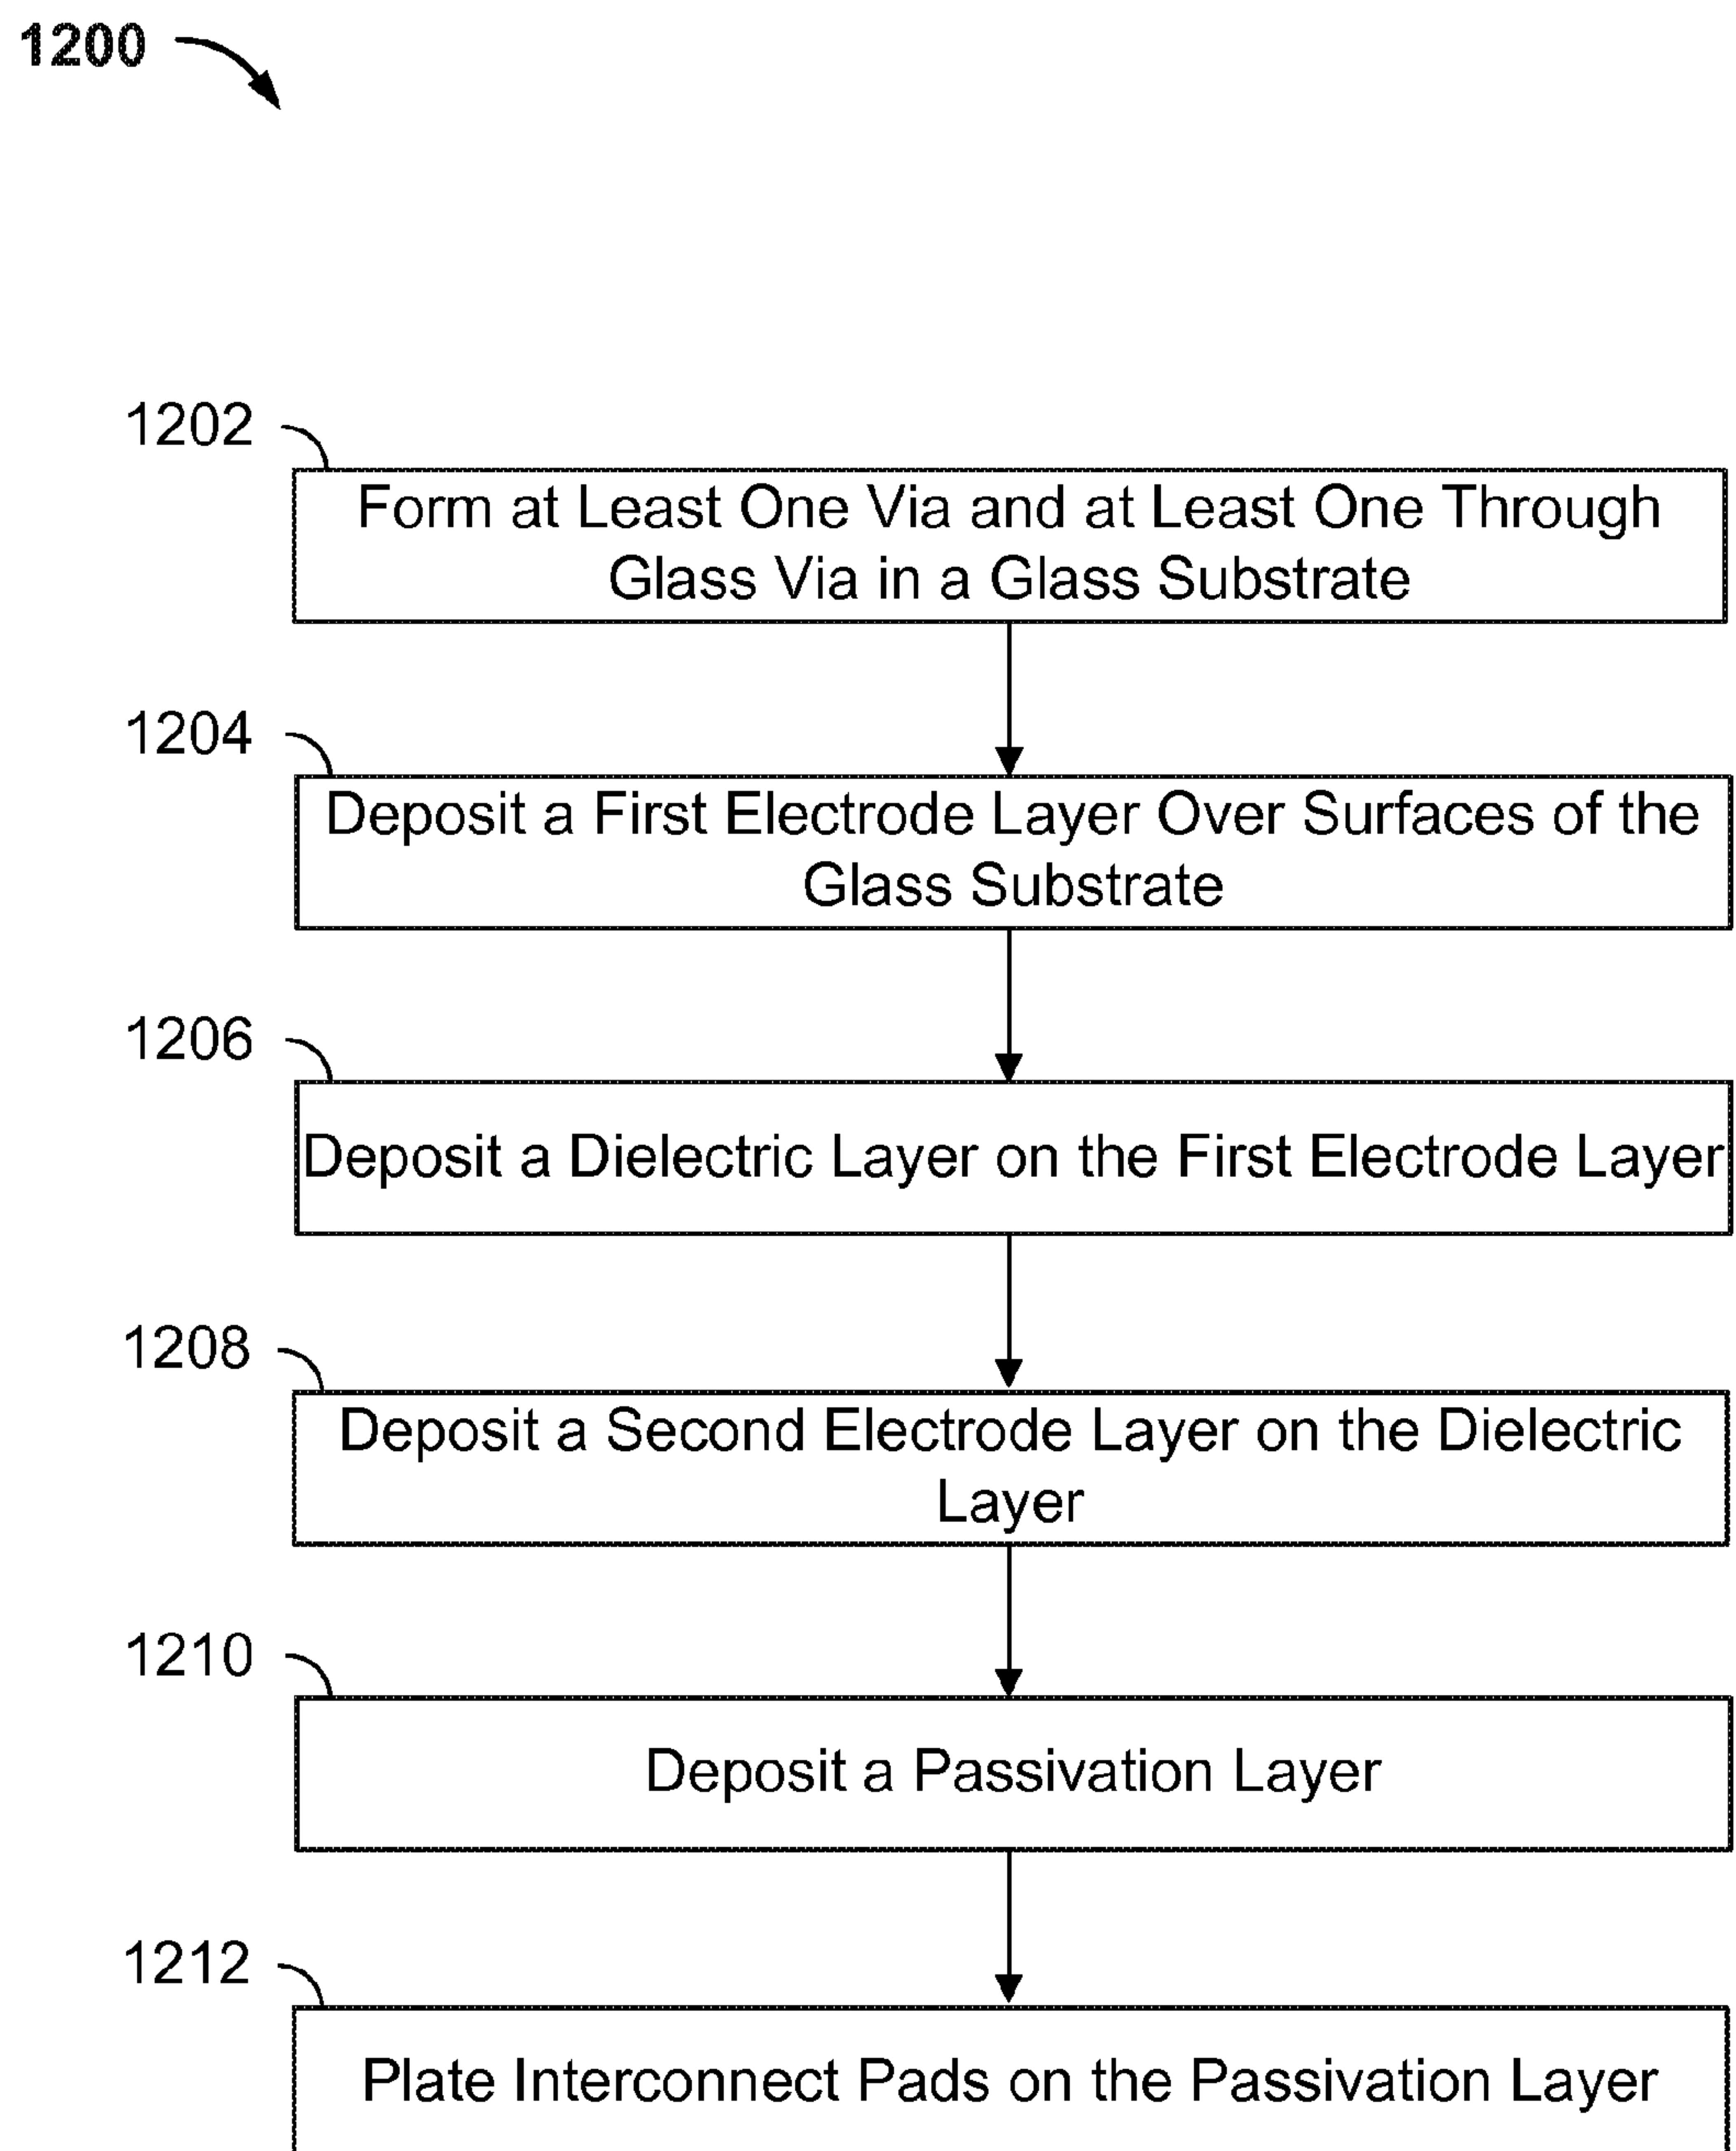 1200
1202
Form at Least One Via and at Least One Through
Glass Via in a Glass Substrate
1204
Deposit a First Electrode Layer Over Surfaces of the
Glass Substrate
1206
Deposit a Dielectric Layer on the First Electrode Layer
1208
Deposit a Second Electrode Layer on the Dielectric
Layer
1210
Deposit a Passivation Layer
1212
Plate Interconnect Pads on the Passivation Layer